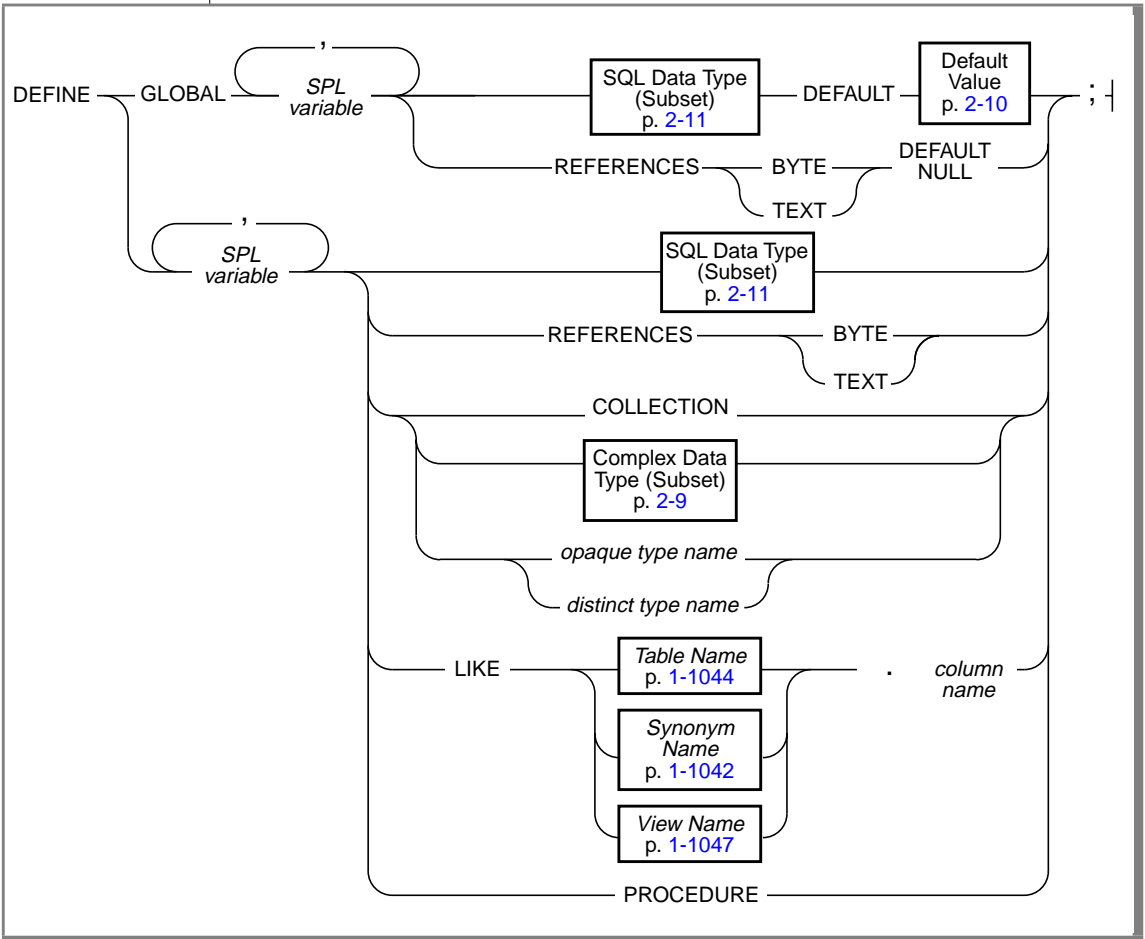 ,
DEFINE GLOBAL SPL variable SQL Data Type (Subset) p. 2-11 DEFAULT Default Value p. 2-10 ;
REFERENCES BYTE DEFAULT NULL
TEXT
,
SPL variable SQL Data Type (Subset) p. 2-11
REFERENCES BYTE
TEXT
COLLECTION
Complex Data Type (Subset) p. 2-9
opaque type name
distinct type name
LIKE Table Name p. 1-1044 . column name
Synonym Name p. 1-1042
View Name p. 1-1047
PROCEDURE